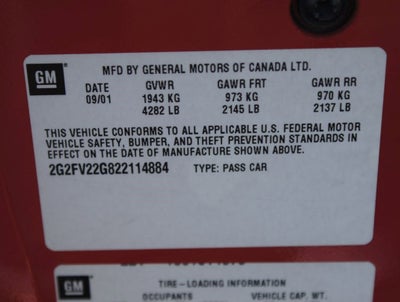 GM
MFD BY GENERAL MOTORS OF CANADA LTD.
DATE GVWR GAWR FRT GAWR RR
09/01 1943 KG 973 KG 970 KG
4282 LB 2145 LB 2137 LB
THIS VEHICLE CONFORMS TO ALL APPLICABLE U.S. FEDERAL MOTOR
VEHICLE SAFETY, BUMPER, AND THEFT PREVENTION STANDARDS IN
EFFECT ON THE DATE OF MANUFACTURE SHOWN ABOVE.
2G2FV22G822114884 TYPE: PASS CAR
GM
TIRE-LOADING INFORMATION
OCCUPANTS VEHICLE CAP. WT.